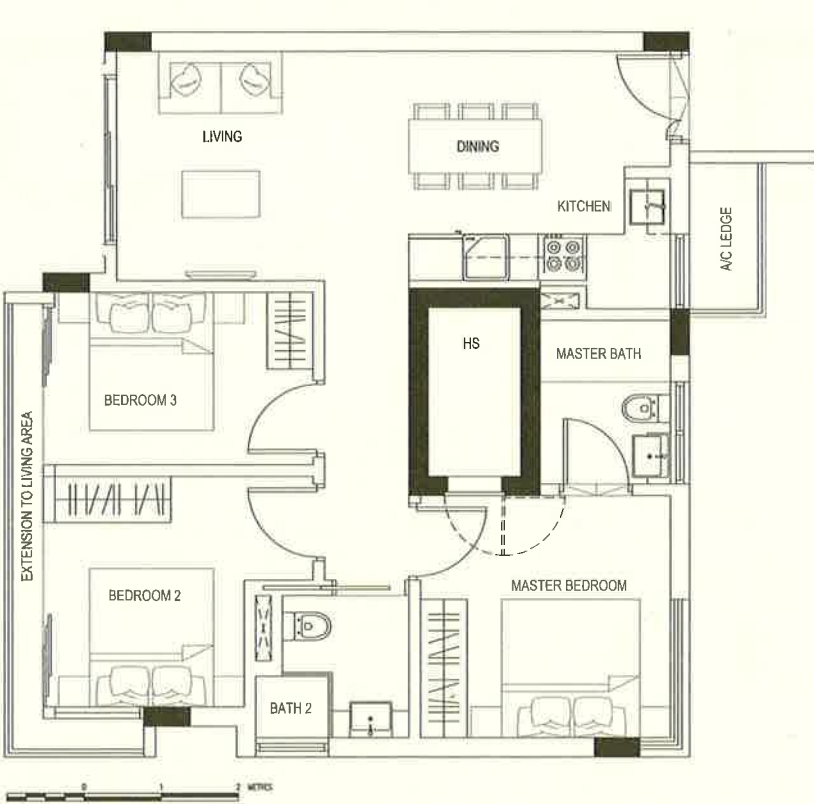 LIVING
DINING
KITCHEN
A/C LEDGE
HS
MASTER BATH
BEDROOM 3
EXTENSION TO LIVING AREA
BEDROOM 2
MASTER BEDROOM
BATH 2
0 1 2 METRES